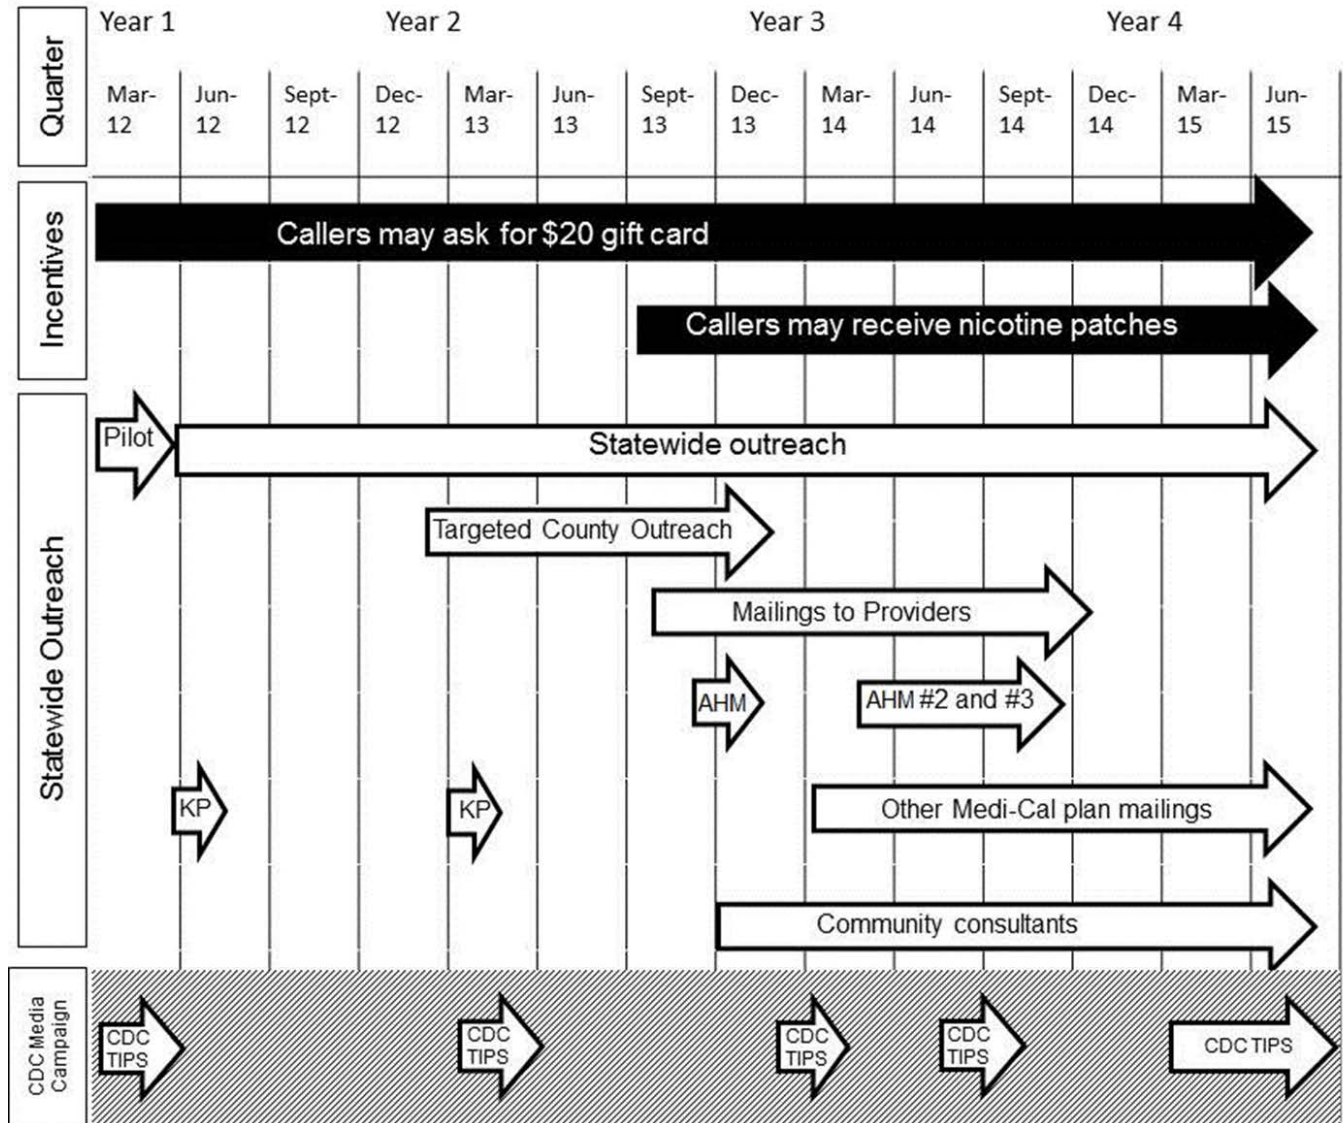 Year 1 Year 2 Year 3 Year 4
Quarter
Mar- Jun- Sept- Dec- Mar- Jun- Sept- Dec- Mar- Jun- Sept- Dec- Mar- Jun-
12 12 12 12 13 13 13 13 14 14 14 14 15 15
Incentives
Callers may ask for $20 gift card
Callers may receive nicotine patches
Statewide Outreach
Pilot
Statewide outreach
Targeted County Outreach
Mailings to Providers
AHM AHM #2 and #3
KP KP Other Medi-Cal plan mailings
Community consultants
CDC Media
Campaign
CDC CDC CDC CDC CDC TIPS
TIPS TIPS TIPS TIPS